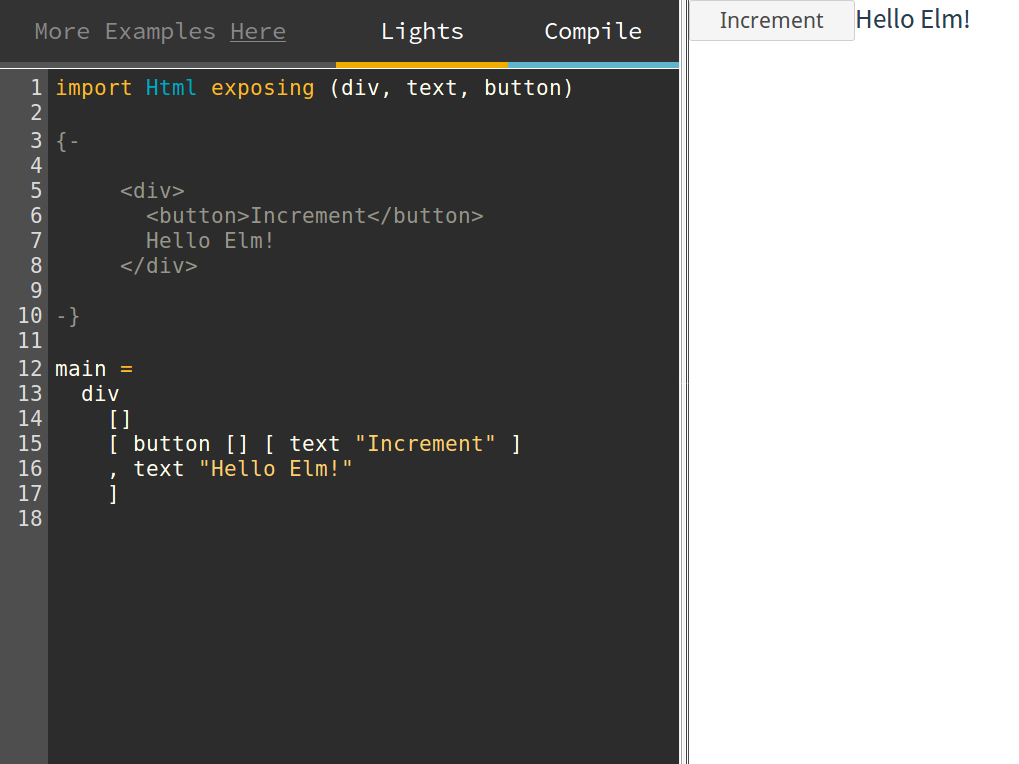 More Examples Here Lights Compile
1 import Html exposing (div, text, button)
2
3 {-
4
5      <div>
6        <button>Increment</button>
7        Hello Elm!
8      </div>
9
10 -}
11
12 main =
13   div
14     []
15     [ button [] [ text "Increment" ]
16     , text "Hello Elm!"
17     ]
18
Increment Hello Elm!